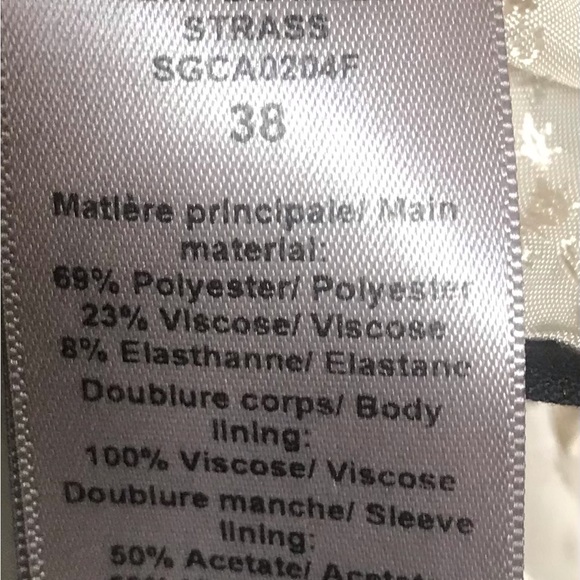 STRASS
SGCA0204F
38
Matière principale/ Main
material:
69% Polyester/ Polyester
23% Viscose/ Viscose
8% Elasthanne/ Elastane
Doublure corps/ Body
lining:
100% Viscose/ Viscose
Doublure manche/ Sleeve
lining:
50% Acetate/ Acetate